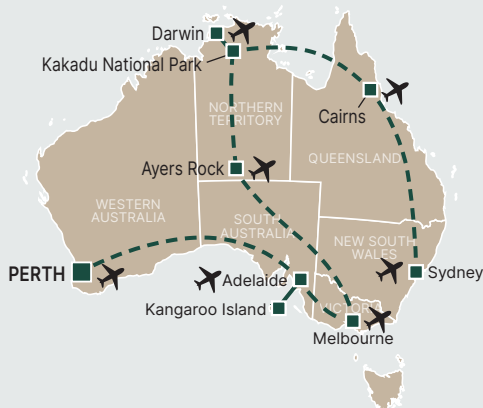 Darwin
Kakadu National Park
NORTHERN
TERRITORY
Cairns
QUEENSLAND
Ayers Rock
WESTERN
AUSTRALIA
SOUTH
AUSTRALIA
NEW SOUTH
WALES
PERTH
Adelaide
Sydney
Kangaroo Island
VICTORIA
Melbourne